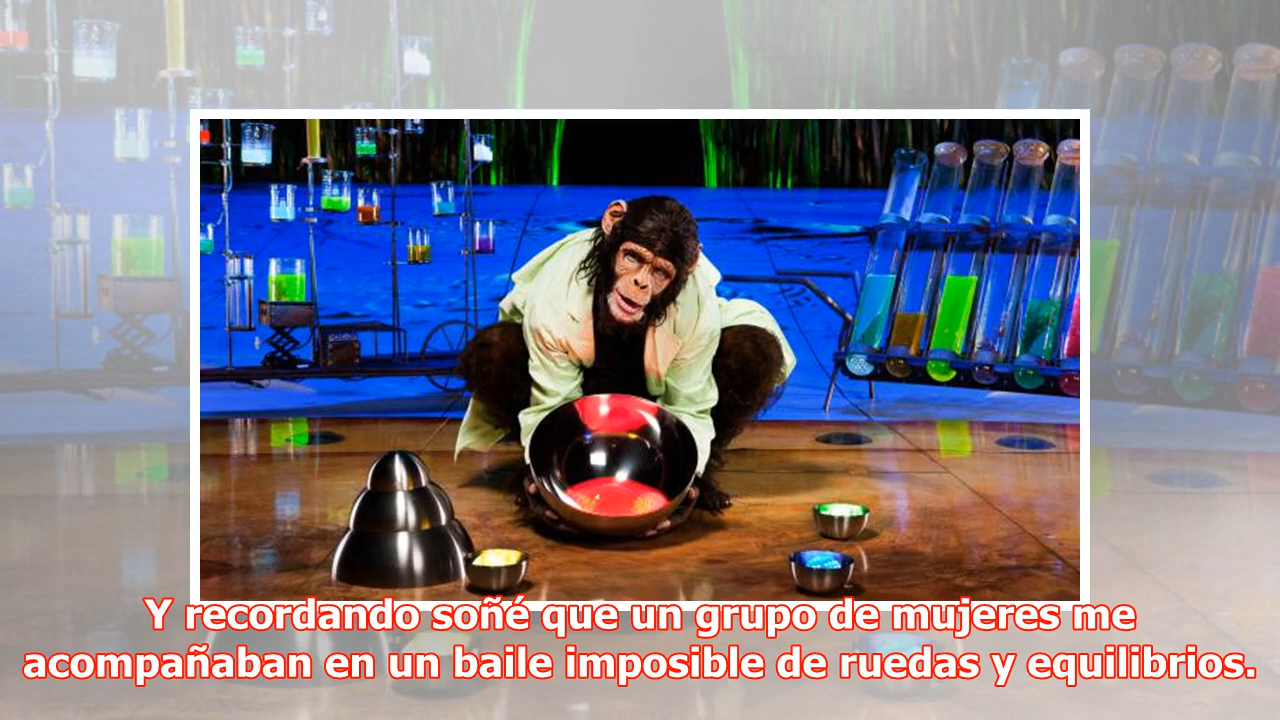 Y recordando soñé que un grupo de mujeres me
acompañaban en un baile imposible de ruedas y equilibrios.